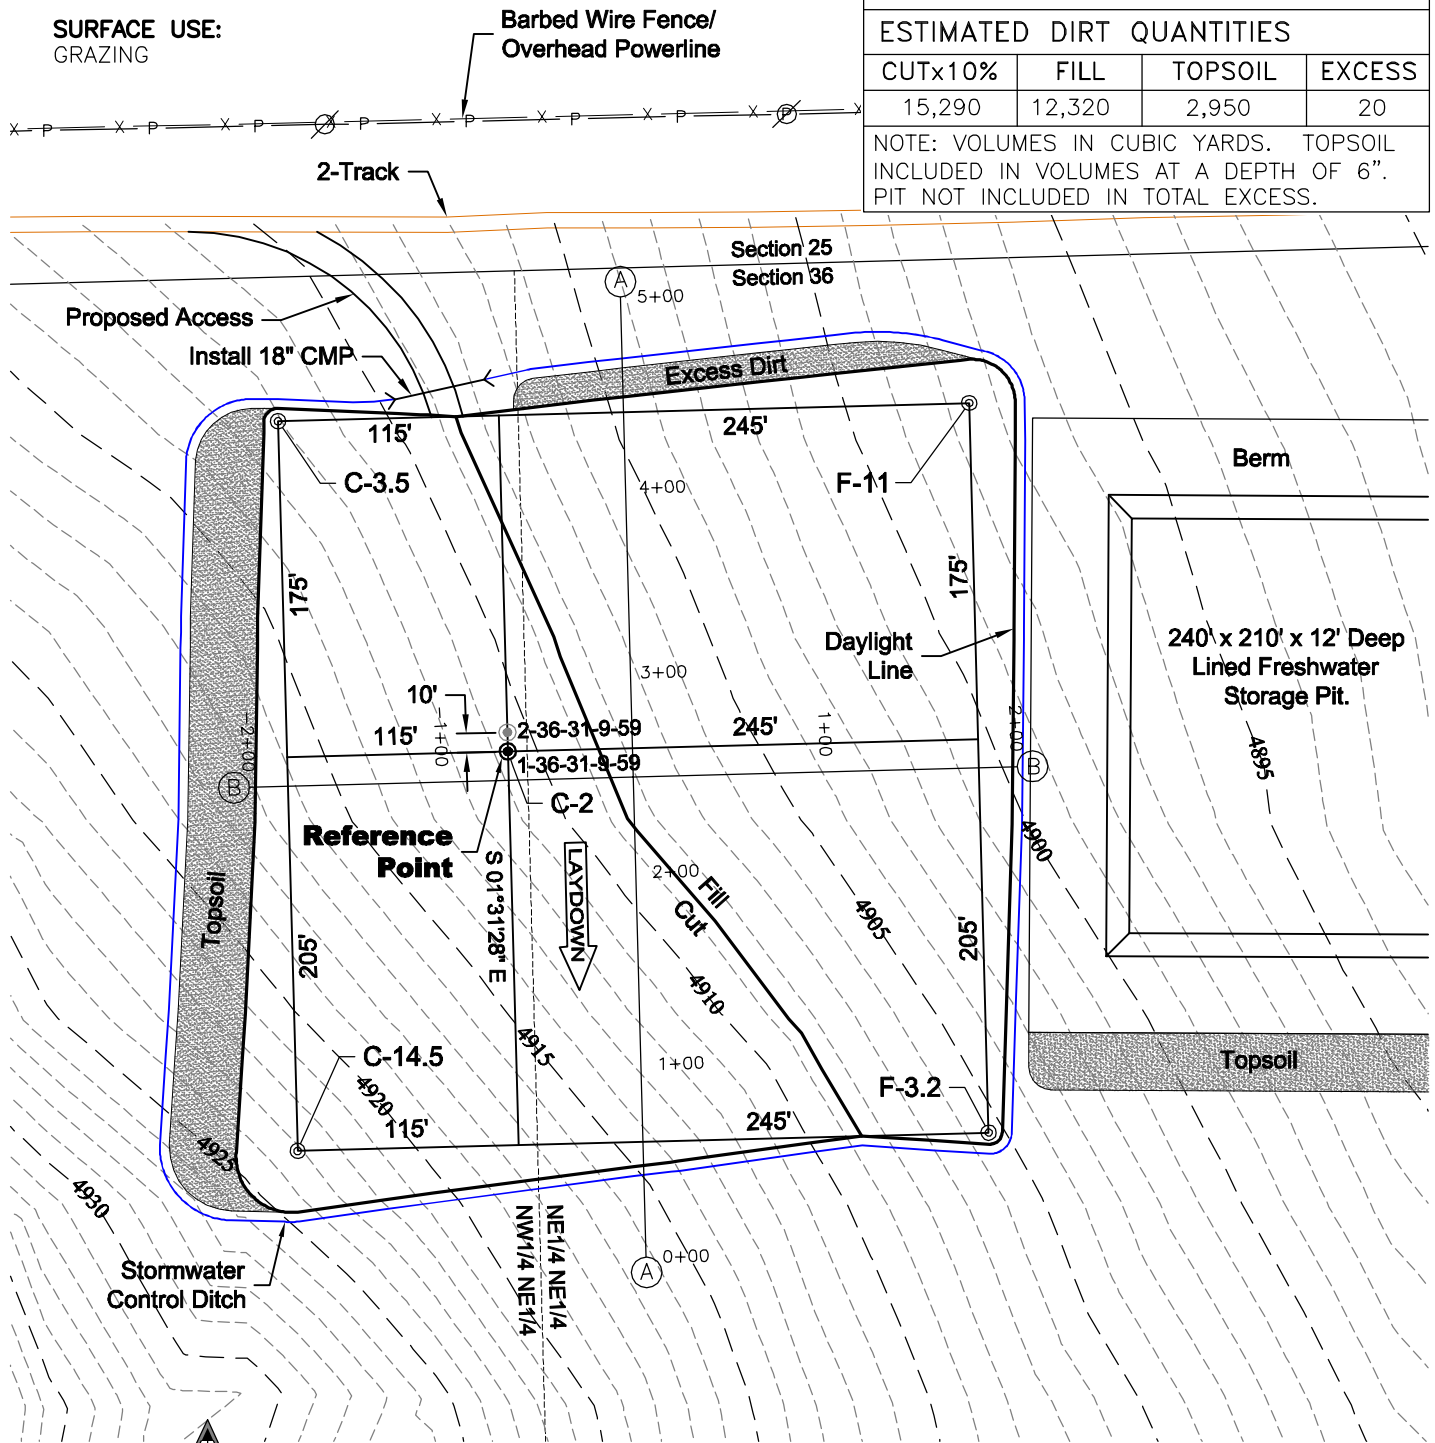 SURFACE USE:
GRAZING
Barbed Wire Fence/
Overhead Powerline
ESTIMATED DIRT QUANTITIES
CUTx10% FILL TOPSOIL EXCESS
15,290 12,320 2,950 20
NOTE: VOLUMES IN CUBIC YARDS. TOPSOIL
INCLUDED IN VOLUMES AT A DEPTH OF 6".
PIT NOT INCLUDED IN TOTAL EXCESS.
X P X P X P X P X P X P X P X P X
2-Track
Section 25
Section 36
A
5+00
Proposed Access
Install 18" CMP
Excess Dirt
115'
245'
C-3.5
F-11
4+00
Berm
175'
175'
Daylight
Line
240' x 210' x 12' Deep
Lined Freshwater
Storage Pit.
3+00
10'
2-36-31-9-59
115'
245'
-2+00
-1+00
1+00
2+00
1-36-31-9-59
B
B
C-2
4895
Reference
Point
4900
S 01°31'28" E
LAYDOWN
2+00
Fill
Cut
4905
Topsoil
205'
205'
4910
4915
C-14.5
1+00
Topsoil
4920
F-3.2
115'
245'
4925
4930
NE1/4 NE1/4
NW1/4 NE1/4
0+00
A
Stormwater
Control Ditch